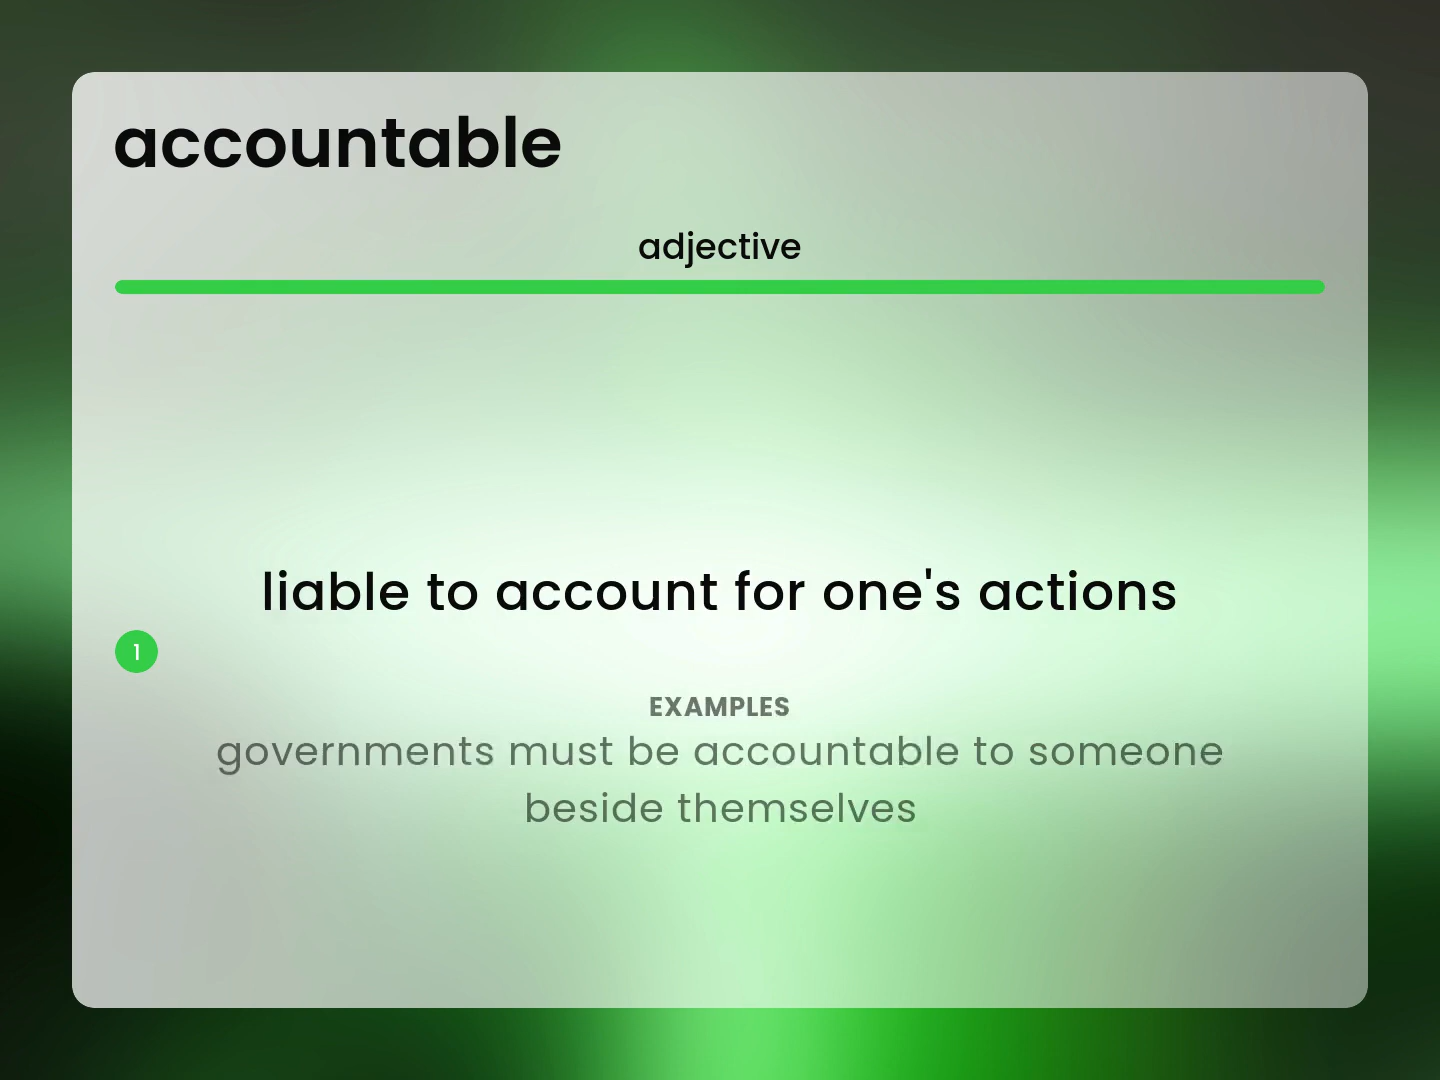 accountable
adjective
liable to account for one's actions
1
EXAMPLES
governments must be accountable to someone
beside themselves